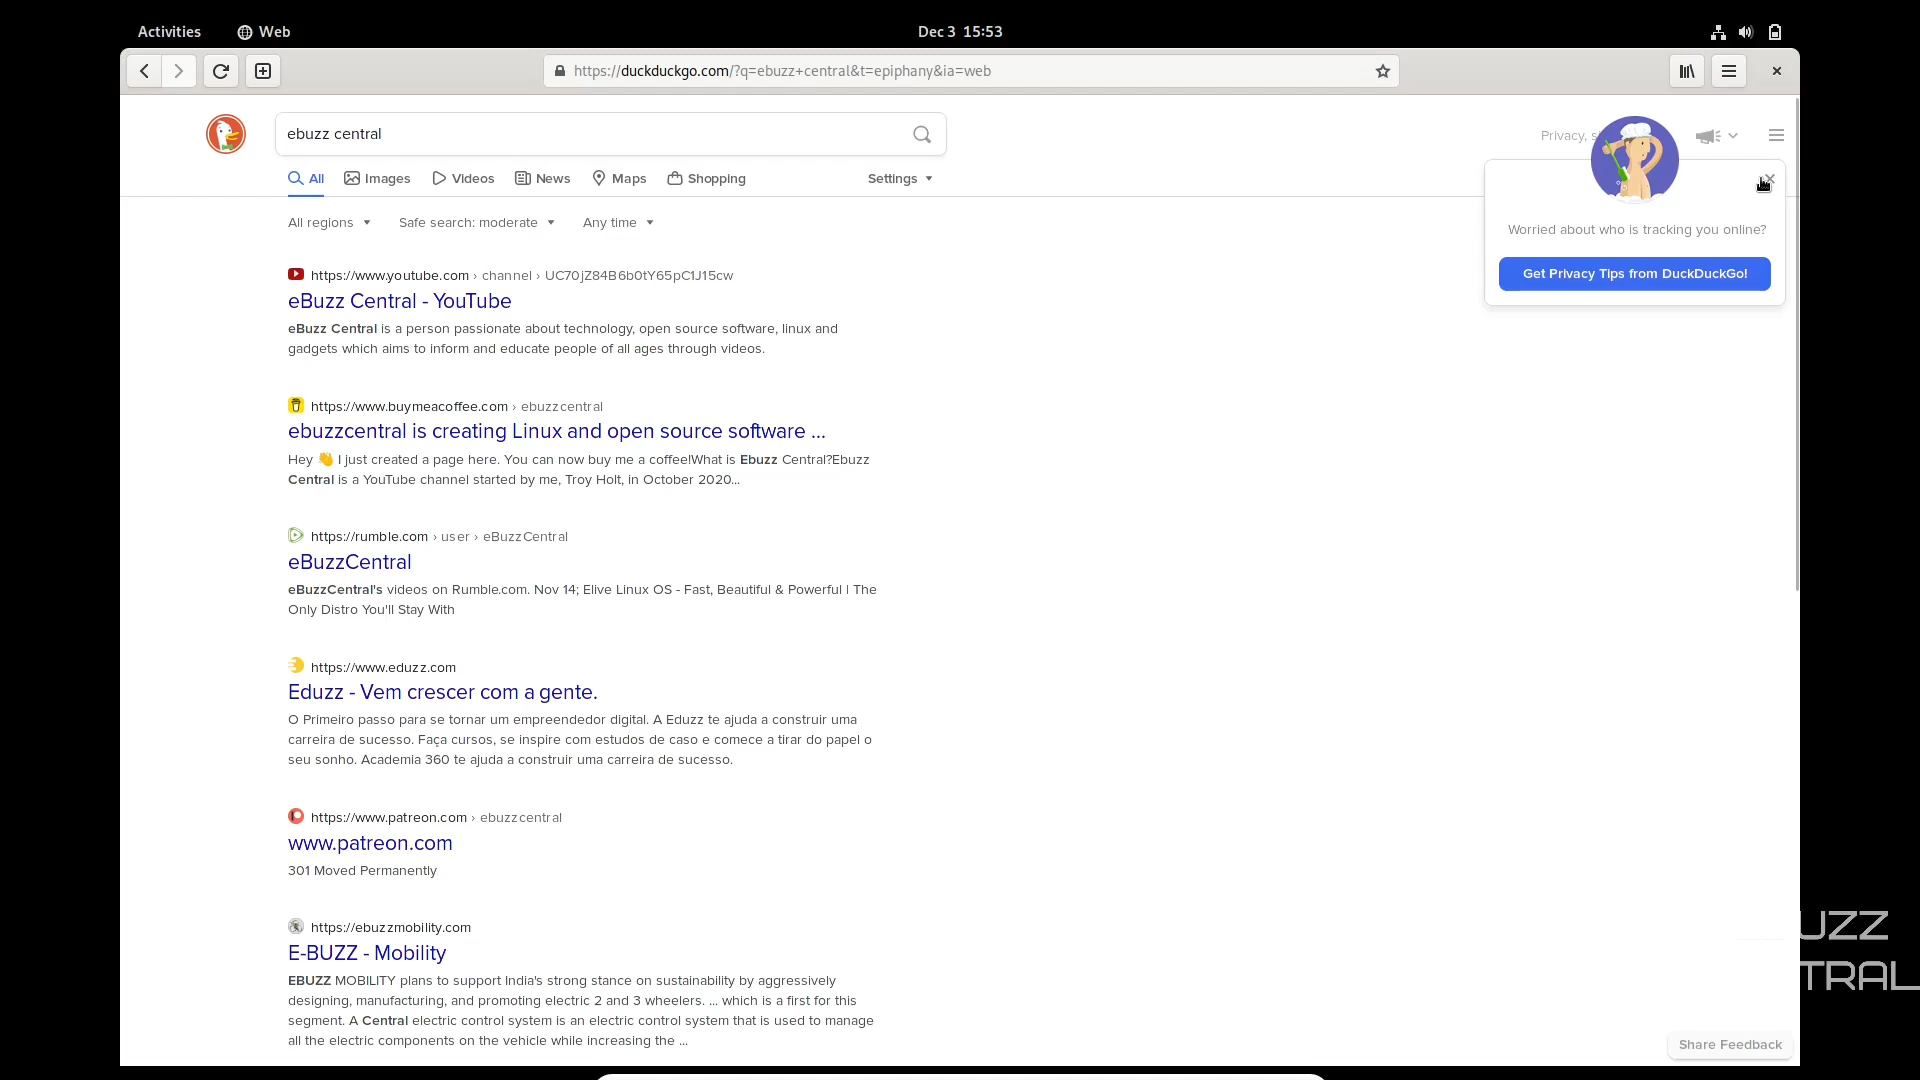 Activities
Web
Dec 3 15:53
https://duckduckgo.com/?q=ebuzz+central&t=epiphany&ia=web
ebuzz central
Privacy, s
All
Images
Videos
News
Maps
Shopping
Settings
All regions
Safe search: moderate
Any time
Worried about who is tracking you online?
Get Privacy Tips from DuckDuckGo!
https://www.youtube.com › channel › UC70jZ84B6b0tY65pC1J15cw
eBuzz Central - YouTube
eBuzz Central is a person passionate about technology, open source software, linux and
gadgets which aims to inform and educate people of all ages through videos.
https://www.buymeacoffee.com › ebuzzcentral
ebuzzcentral is creating Linux and open source software ...
Hey 👋 I just created a page here. You can now buy me a coffee!What is Ebuzz Central?Ebuzz
Central is a YouTube channel started by me, Troy Holt, in October 2020...
https://rumble.com › user › eBuzzCentral
eBuzzCentral
eBuzzCentral's videos on Rumble.com. Nov 14; Elive Linux OS - Fast, Beautiful & Powerful | The
Only Distro You'll Stay With
https://www.eduzz.com
Eduzz - Vem crescer com a gente.
O Primeiro passo para se tornar um empreendedor digital. A Eduzz te ajuda a construir uma
carreira de sucesso. Faça cursos, se inspire com estudos de caso e comece a tirar do papel o
seu sonho. Academia 360 te ajuda a construir uma carreira de sucesso.
https://www.patreon.com › ebuzzcentral
www.patreon.com
301 Moved Permanently
https://ebuzzmobility.com
E-BUZZ - Mobility
EBUZZ MOBILITY plans to support India's strong stance on sustainability by aggressively
designing, manufacturing, and promoting electric 2 and 3 wheelers. ... which is a first for this
segment. A Central electric control system is an electric control system that is used to manage
all the electric components on the vehicle while increasing the ...
UZZ
TRAL
Share Feedback